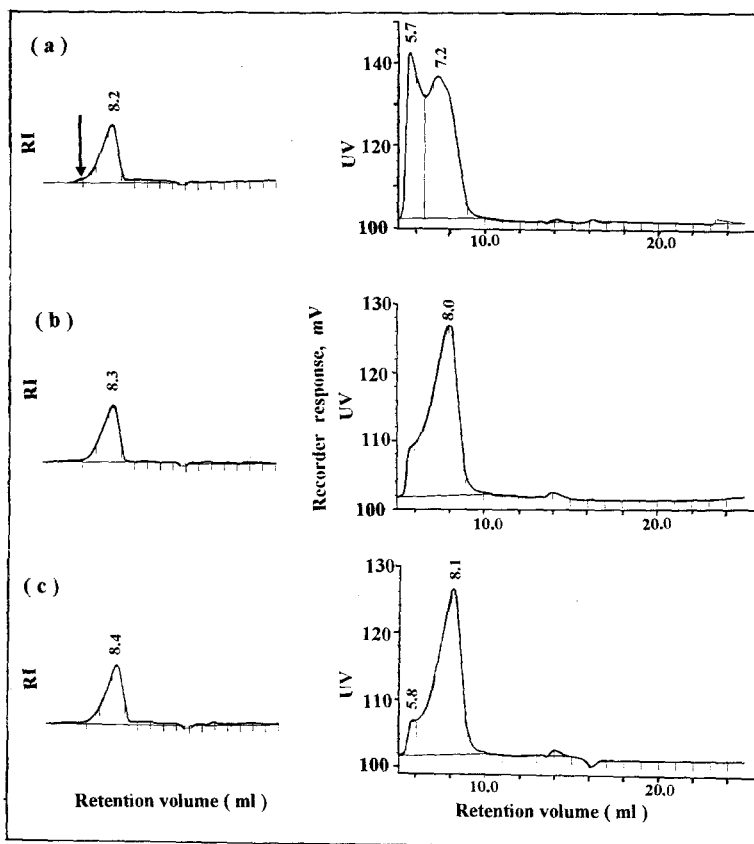 ( a )
RI
8.2
UV
140
130
120
100
5.7
7.2
10.0
20.0
( b )
RI
8.3
Recorder response, mV
UV
130
120
110
100
8.0
10.0
20.0
( c )
RI
8.4
UV
130
120
110
100
5.8
8.1
10.0
20.0
Retention volume ( ml )
Retention volume ( ml )